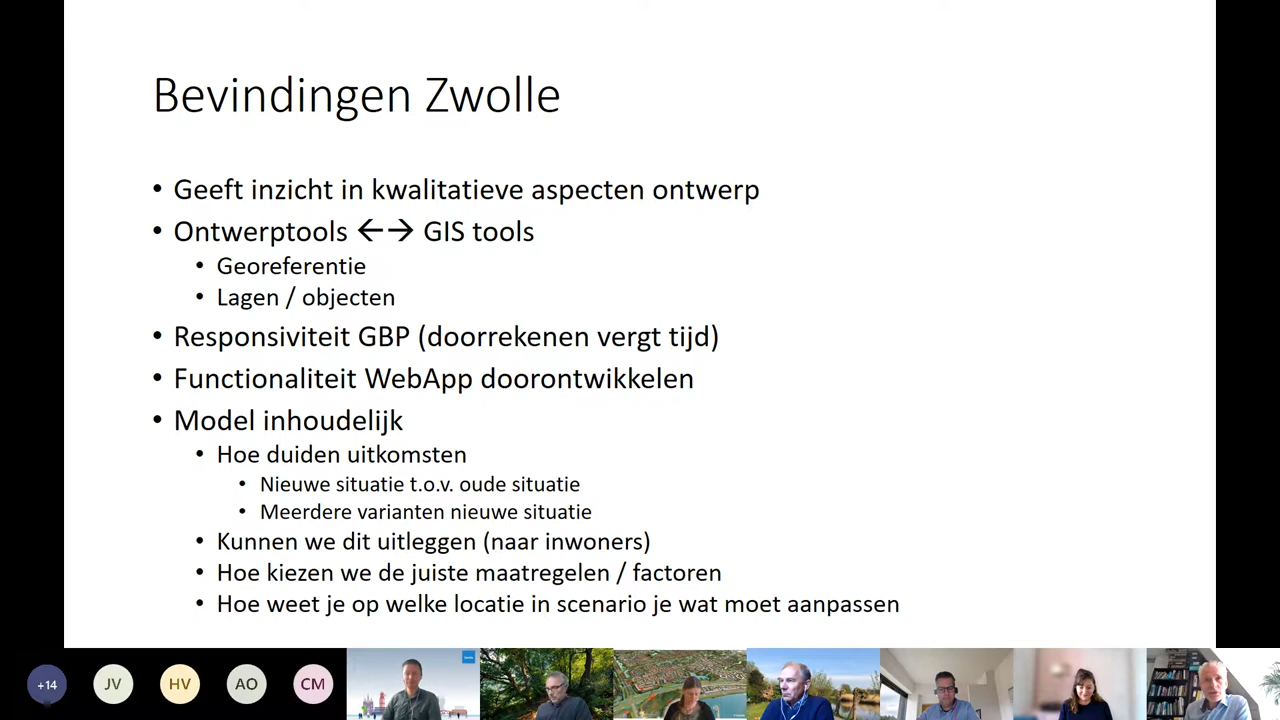 Bevindingen Zwolle
• Geeft inzicht in kwalitatieve aspecten ontwerp
• Ontwerptools ←→ GIS tools
• Georeferentie
• Lagen / objecten
• Responsiviteit GBP (doorrekenen vergt tijd)
• Functionaliteit WebApp doorontwikkelen
• Model inhoudelijk
• Hoe duiden uitkomsten
• Nieuwe situatie t.o.v. oude situatie
• Meerdere varianten nieuwe situatie
• Kunnen we dit uitleggen (naar inwoners)
• Hoe kiezen we de juiste maatregelen / factoren
• Hoe weet je op welke locatie in scenario je wat moet aanpassen
+14 JV HV AO CM